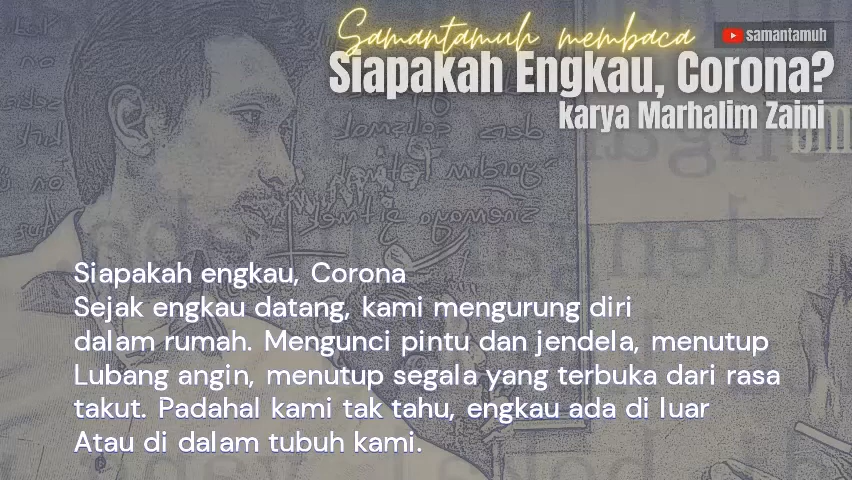 Samantamuh membaca
samantamuh
Siapakah Engkau, Corona?
karya Marhalim Zaini
Siapakah engkau, Corona
Sejak engkau datang, kami mengurung diri
dalam rumah. Mengunci pintu dan jendela, menutup
Lubang angin, menutup segala yang terbuka dari rasa
takut. Padahal kami tak tahu, engkau ada di luar
Atau di dalam tubuh kami.